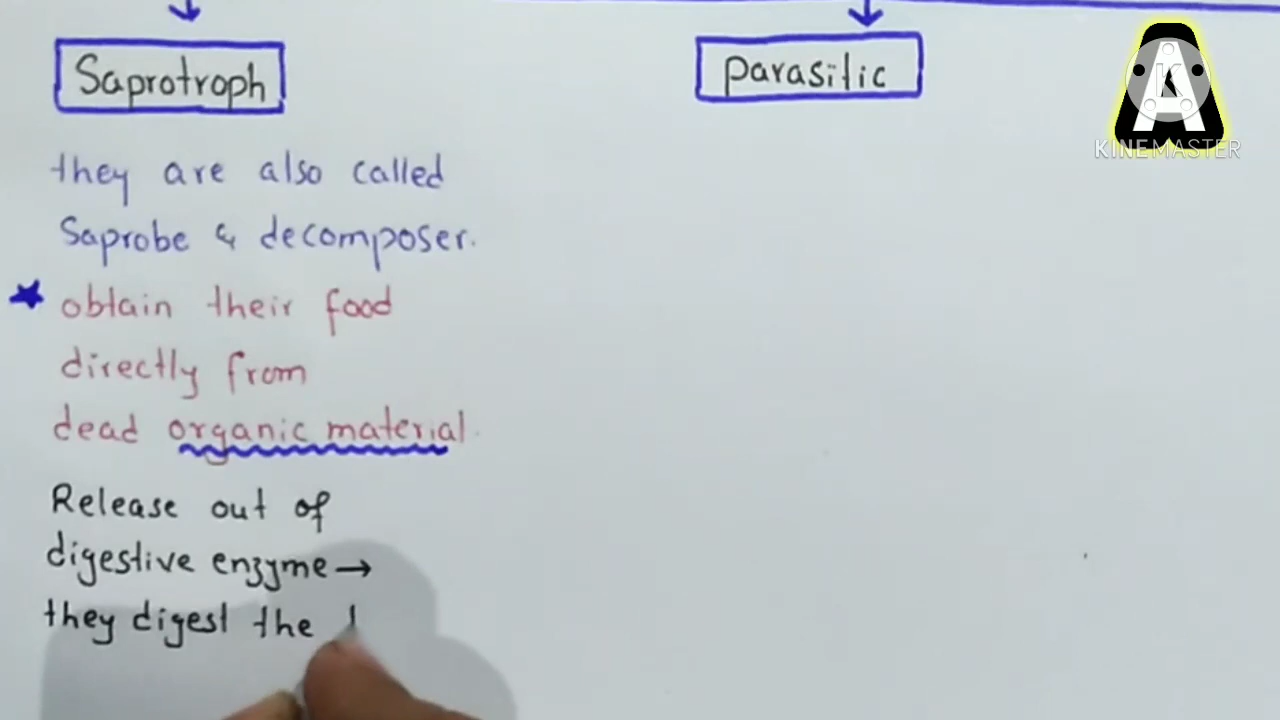 Saprotroph
Parasitic
they are also called
Saprobe & decomposer.
obtain their food
directly from
dead organic material.
Release out of
digestive enzyme →
they digest the
A
K
KINEMASTER